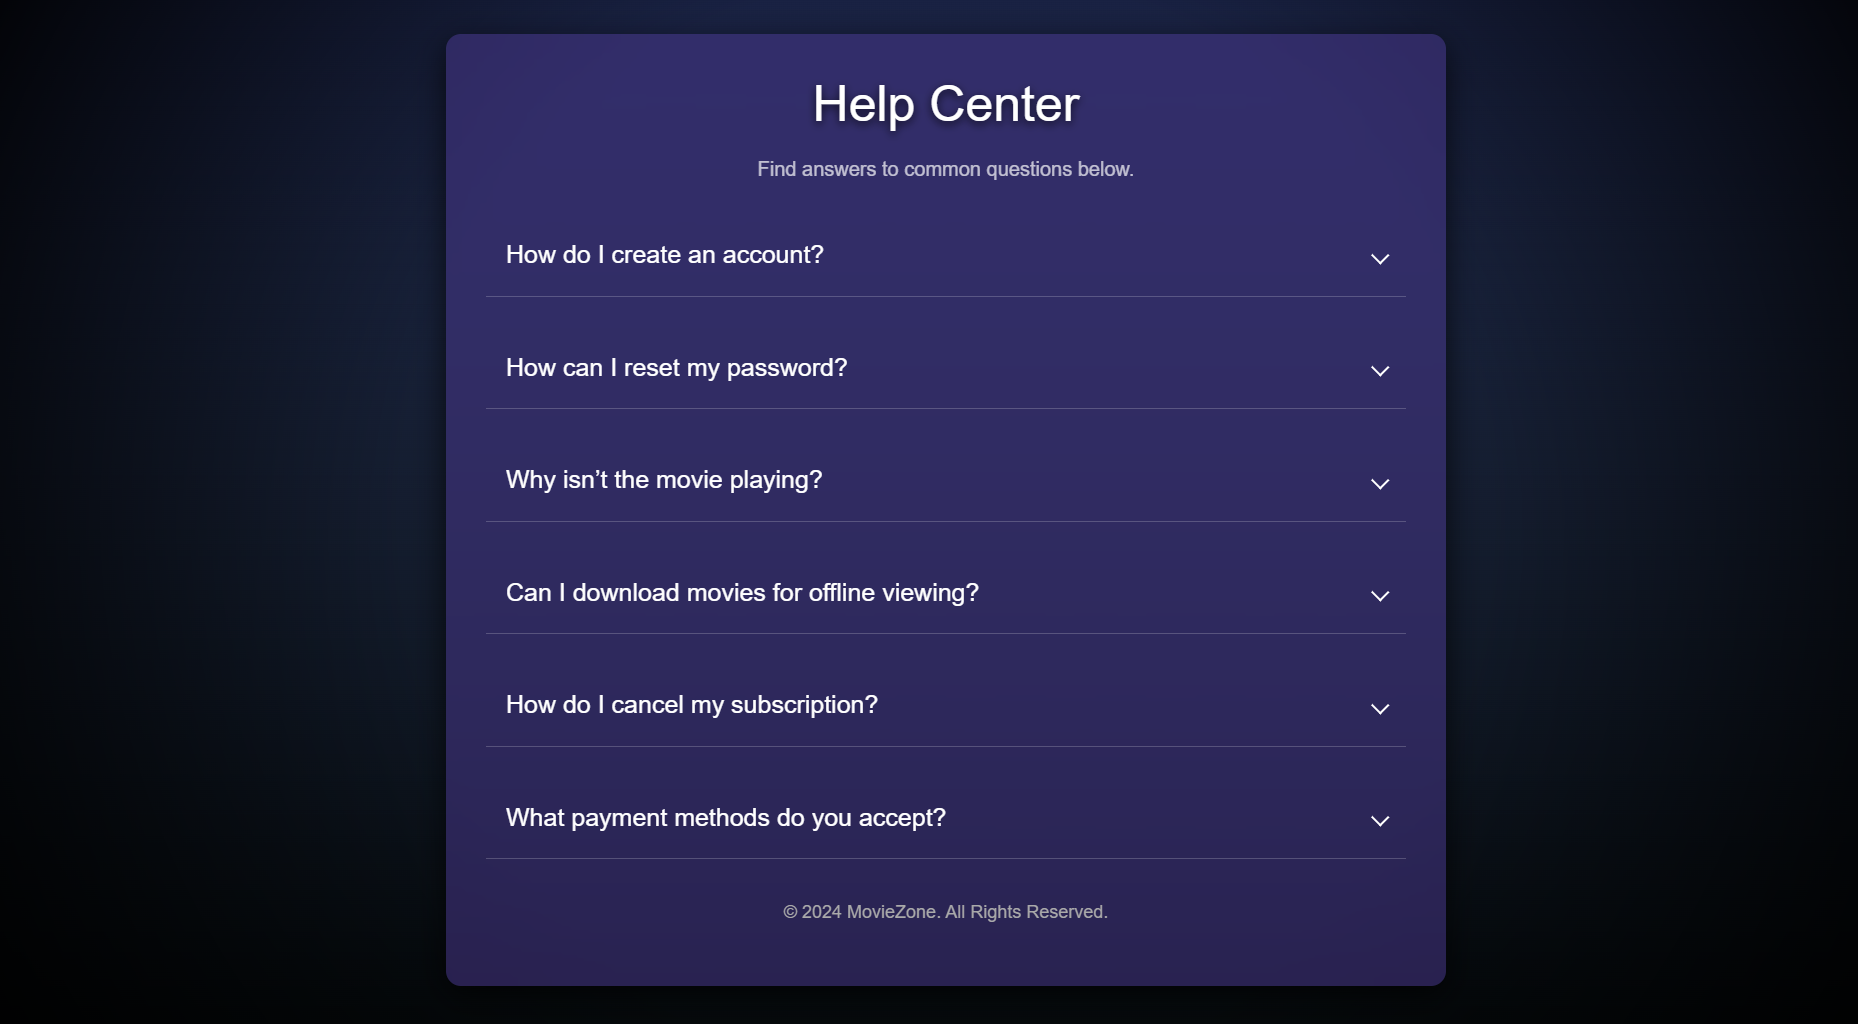 Help Center
Find answers to common questions below.
How do I create an account?
How can I reset my password?
Why isn’t the movie playing?
Can I download movies for offline viewing?
How do I cancel my subscription?
What payment methods do you accept?
© 2024 MovieZone. All Rights Reserved.